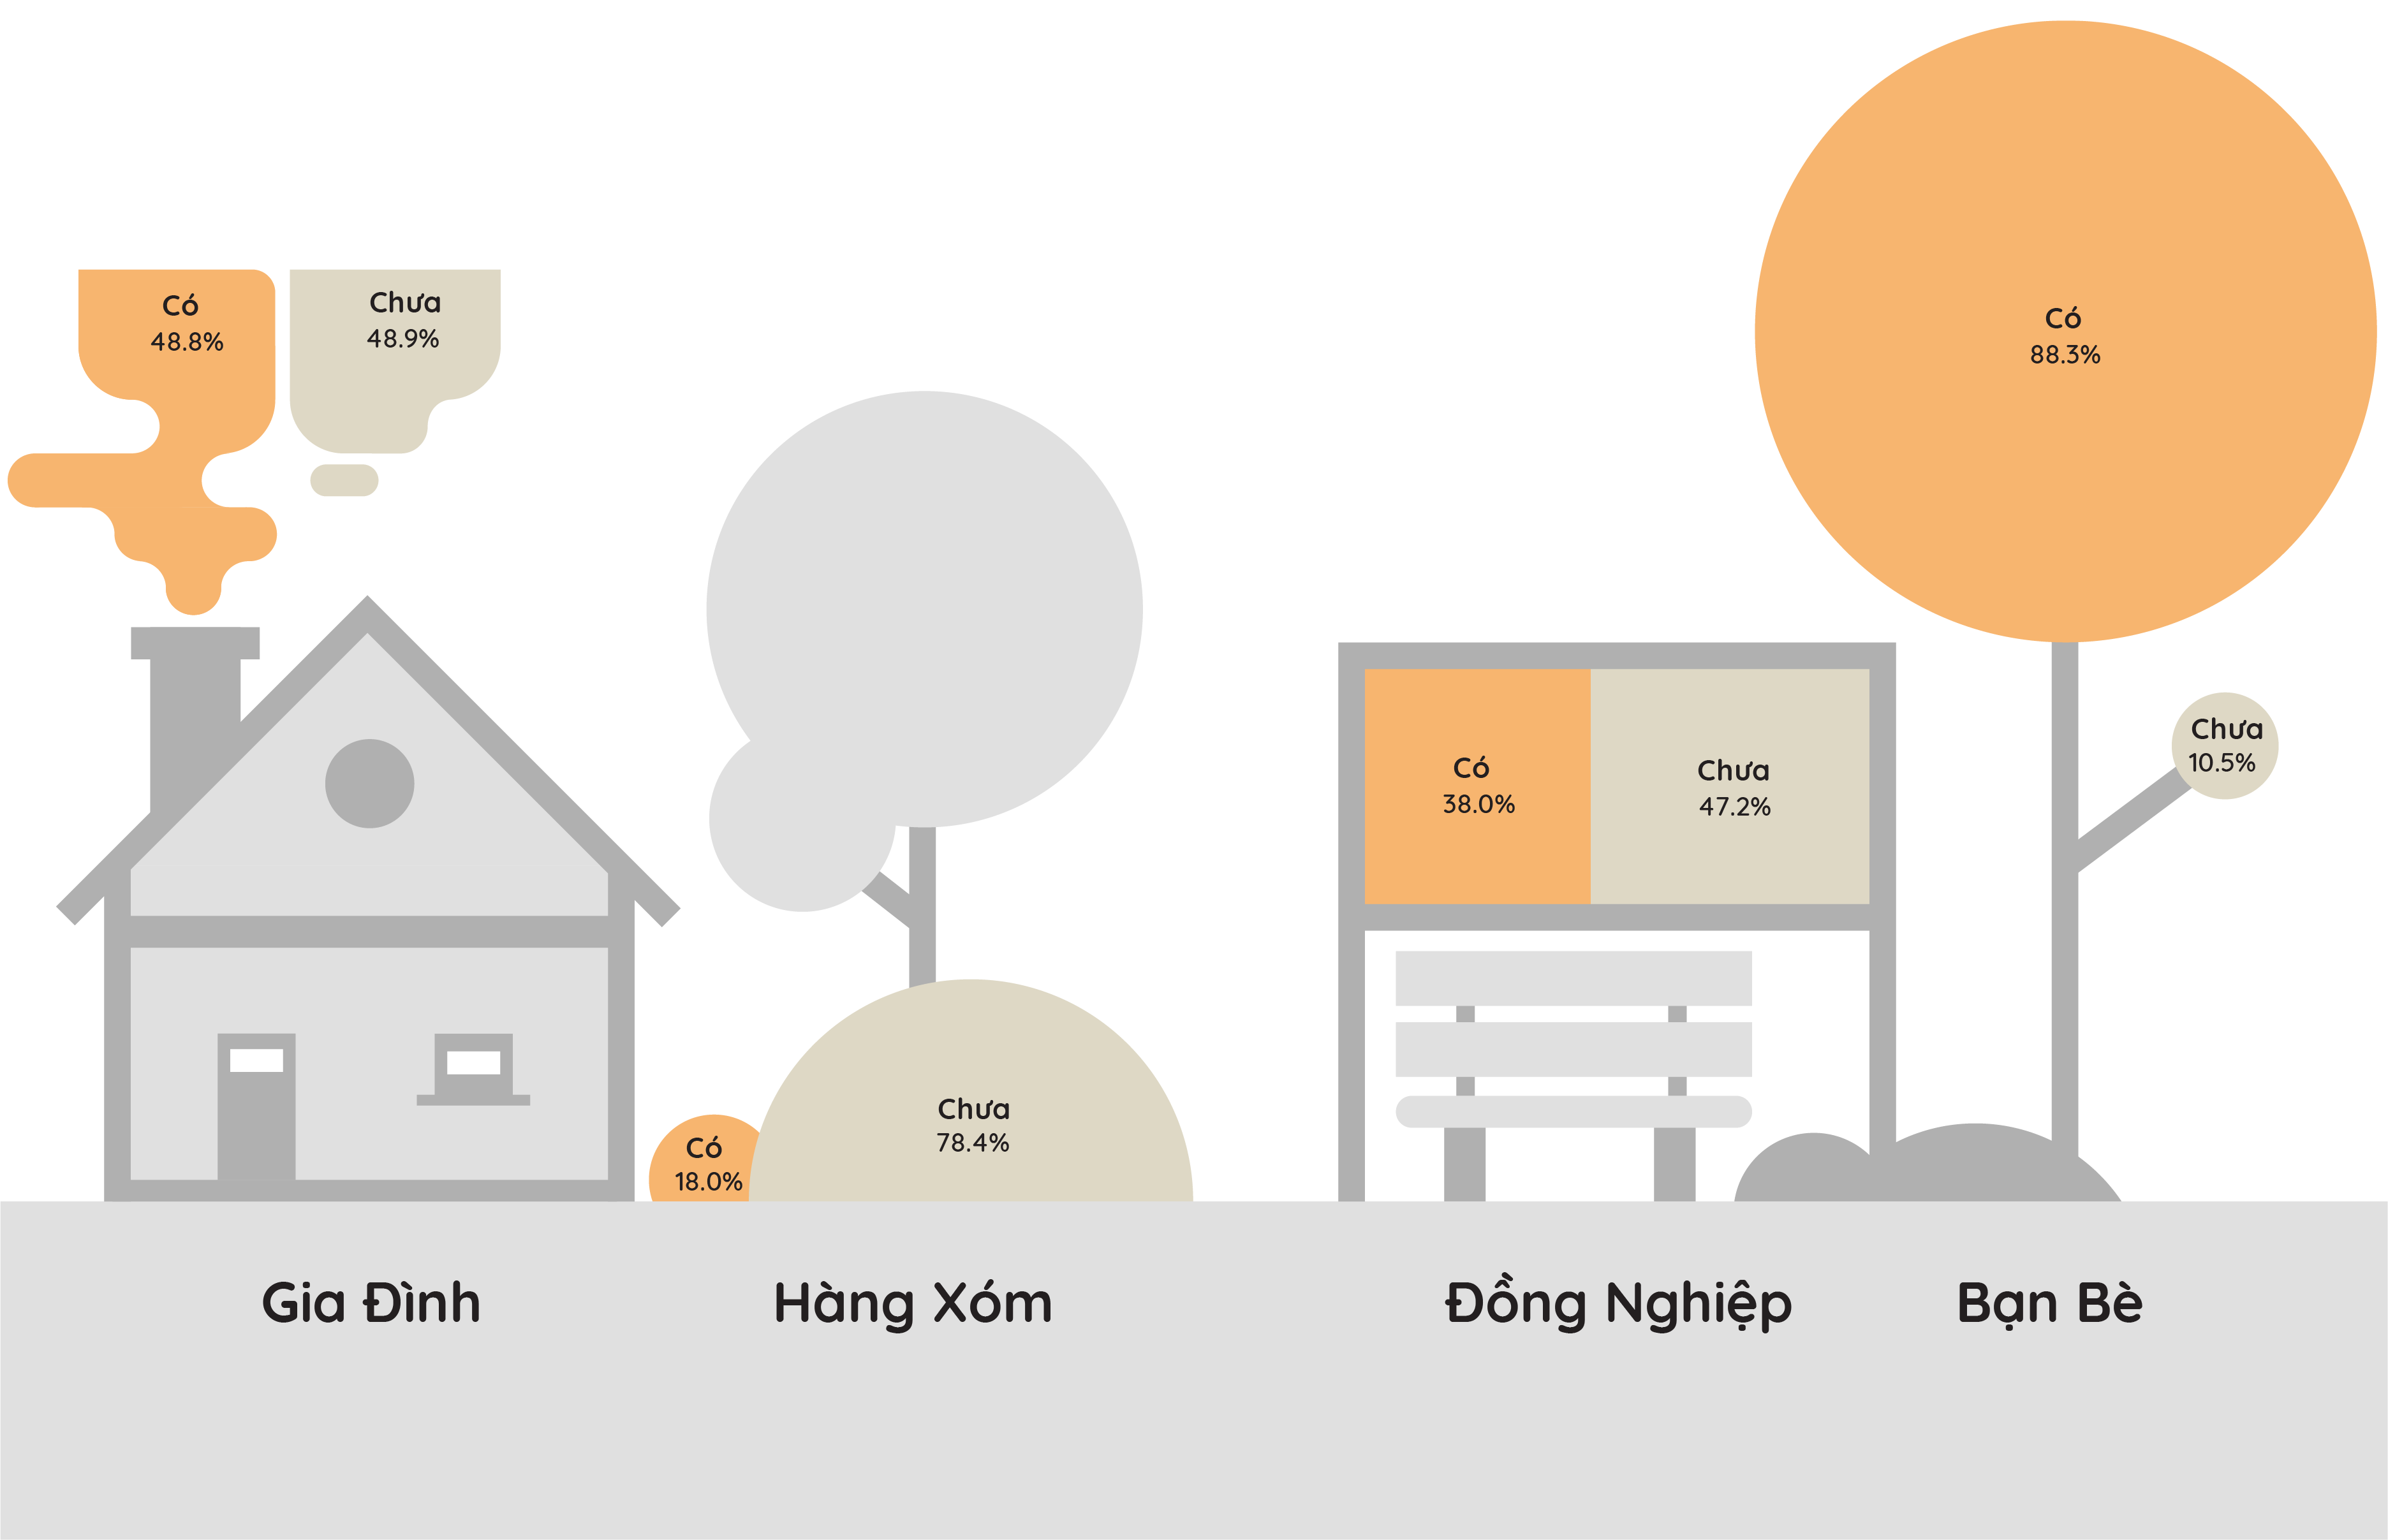 Có
48.8%
Chưa
48.9%
Có
18.0%
Chưa
78.4%
Có
38.0%
Chưa
47.2%
Có
88.3%
Chưa
10.5%
Gia Đình
Hàng Xóm
Đồng Nghiệp
Bạn Bè